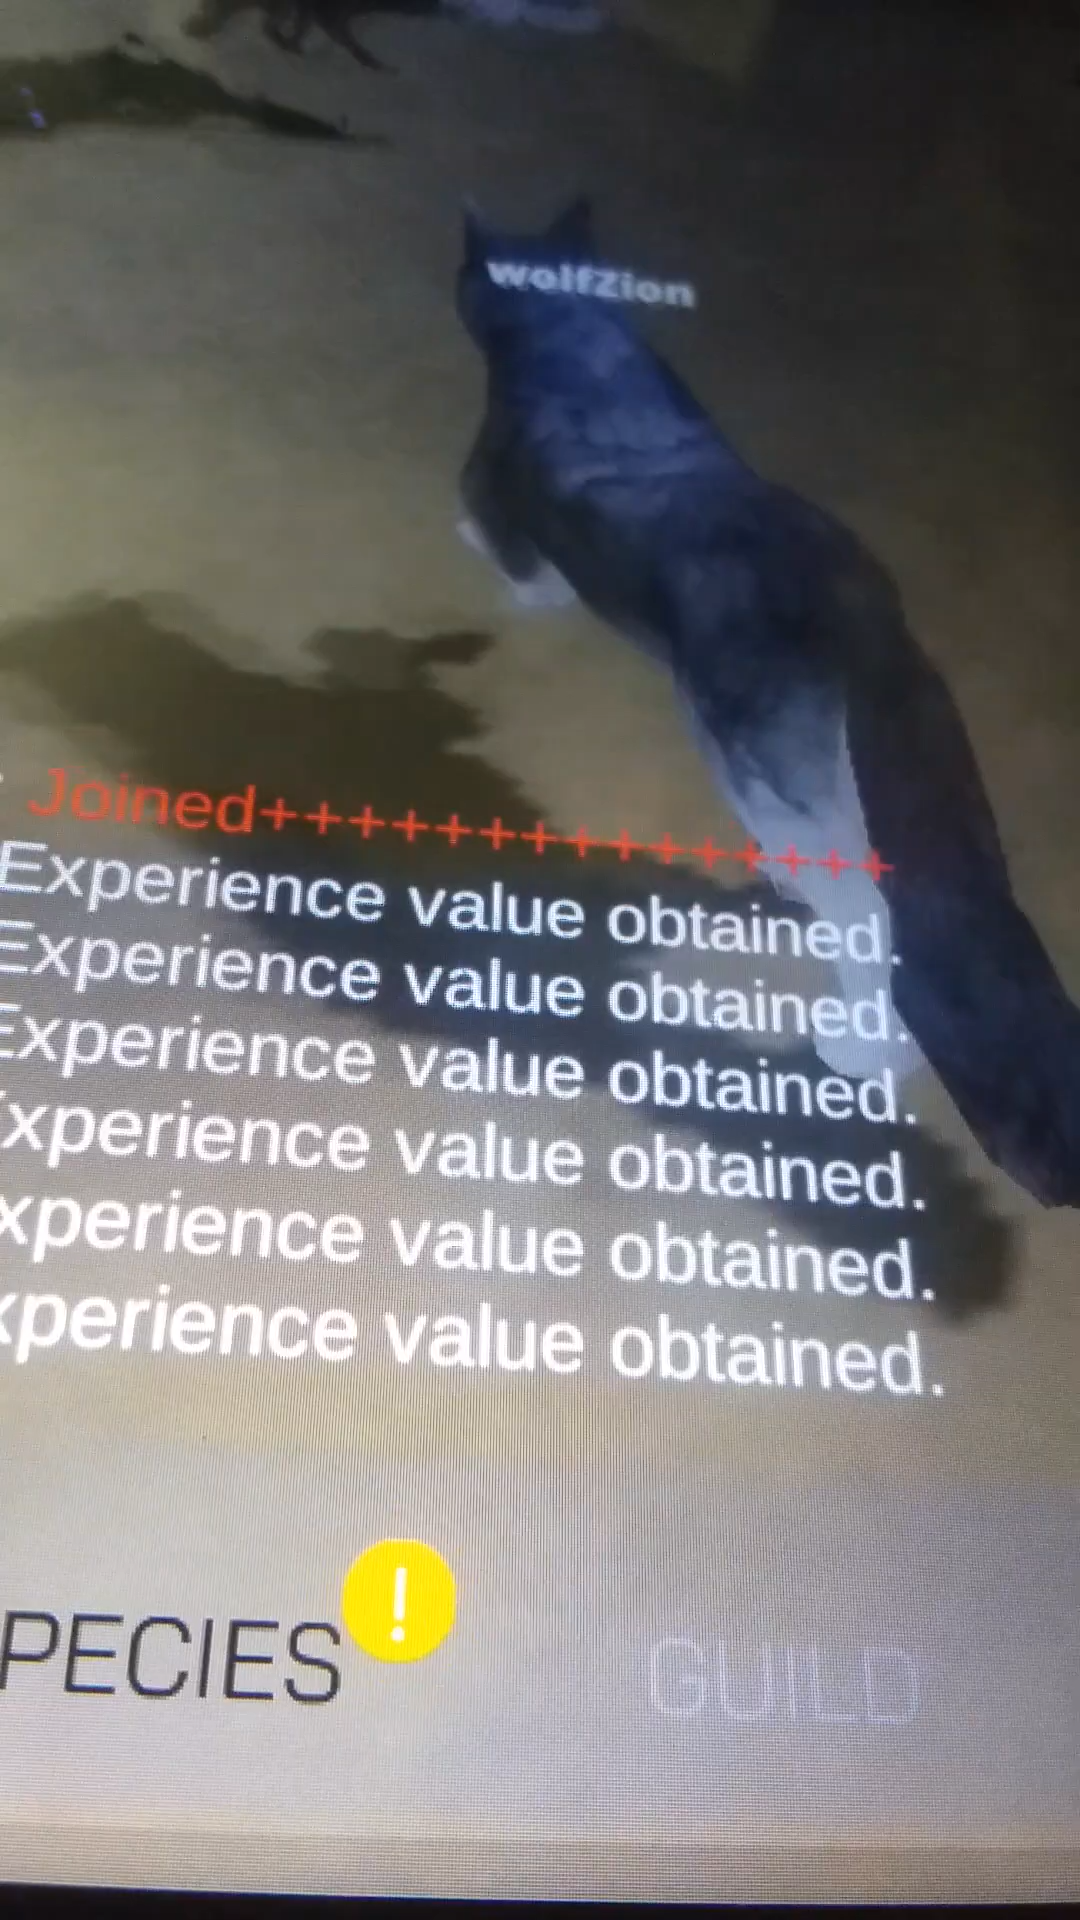 wolfZion
Joined+++++++++++++++
Experience value obtained.
Experience value obtained.
Experience value obtained.
xperience value obtained.
xperience value obtained.
xperience value obtained.
PECIES !
GUILD